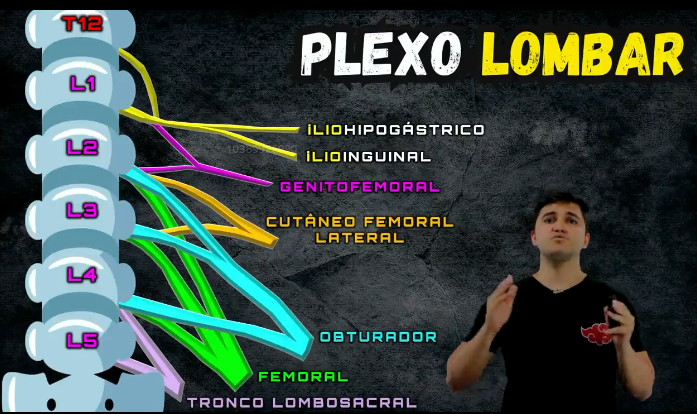 PLEXO LOMBAR
T12
L1
L2
L3
L4
L5
iLIOHIPOGÁSTRICO
iLIOINGUINAL
GENITOFEMORAL
CUTÂNEO FEMORAL
LATERAL
OBTURADOR
FEMORAL
TRONCO LOMBOSACRAL